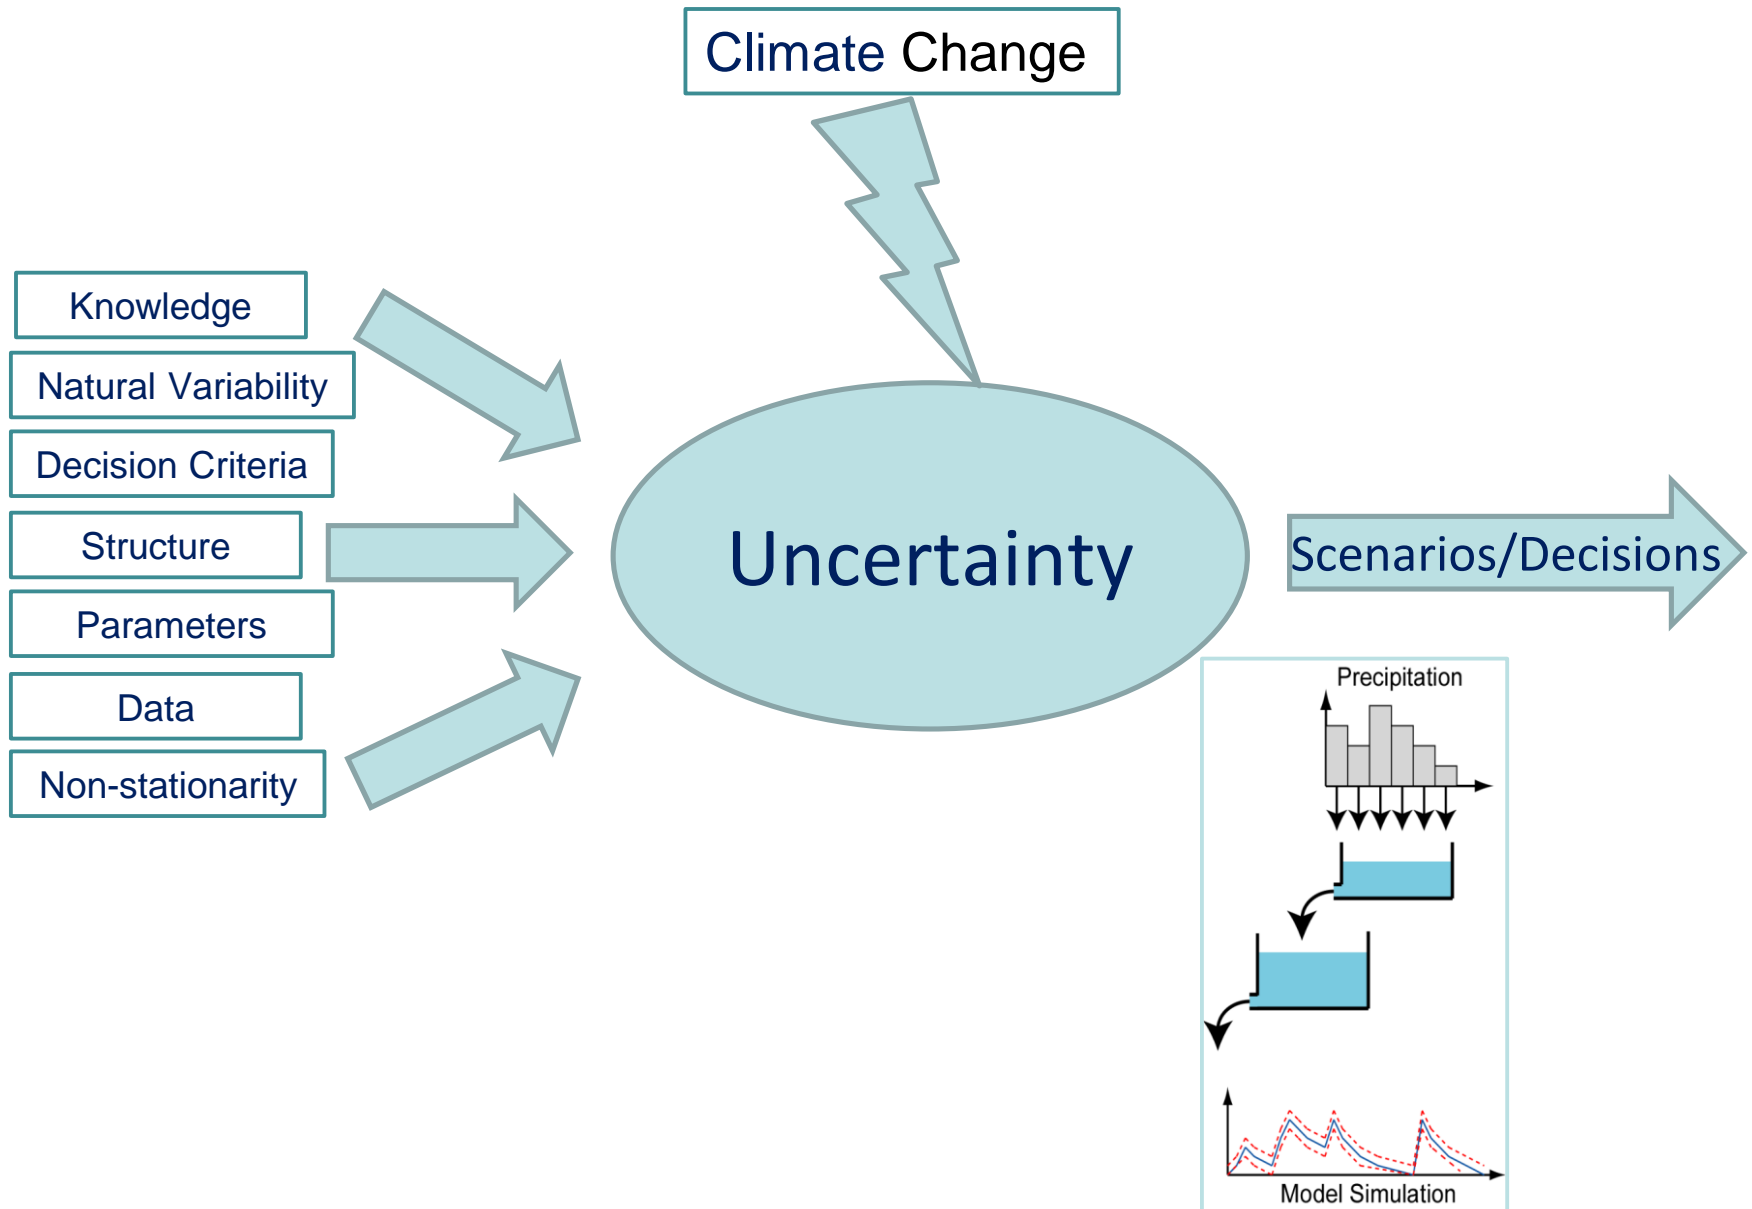 Climate Change
Knowledge
Natural Variability
Decision Criteria
Structure
Parameters
Data
Non-stationarity
Uncertainty
Scenarios/Decisions
Precipitation
Model Simulation